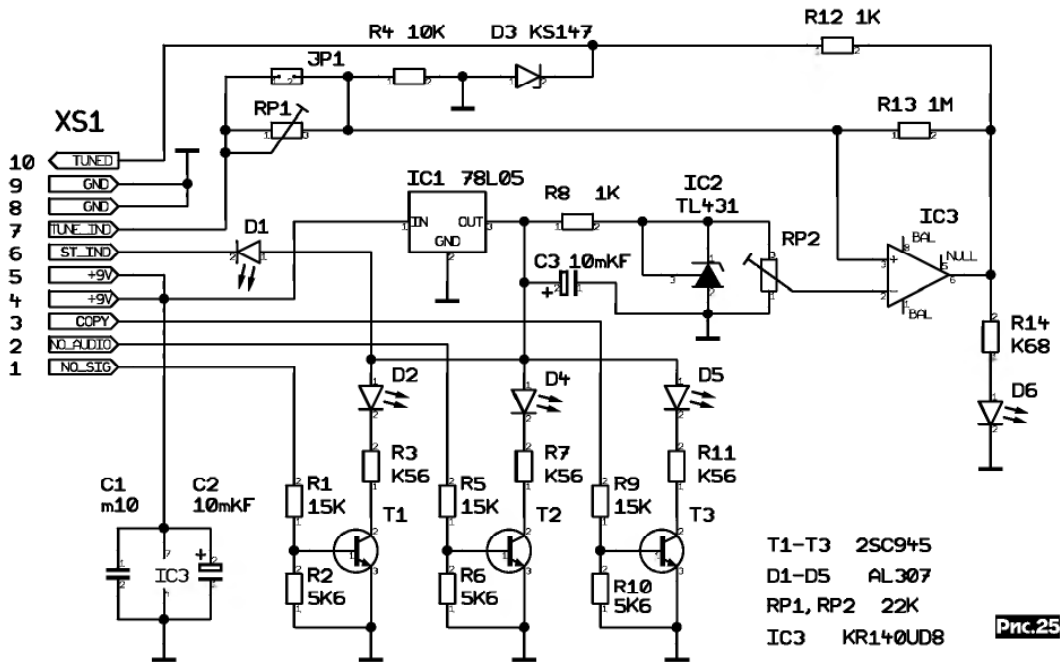 R4 10K
D3 KS147
R12 1K
JP1
RP1
R13 1M
XS1
10 TUNED
9 GND
8 GND
7 TUNE_IND
6 ST_IND
5 +9V
4 +9V
3 COPY
2 NO_AUDIO
1 NO_SIG
D1
IC1 78L05
IN
OUT
GND
R8 1K
IC2
TL431
RP2
C3 10mKF
IC3
BAL
NULL
BAL
R14
K68
D6
D2
D4
D5
R3
K56
R7
K56
R11
K56
C1
m10
C2
10mKF
R1
15K
R5
15K
R9
15K
T1
T2
T3
IC3
R2
5K6
R6
5K6
R10
5K6
T1-T3 2SC945
D1-D5 AL307
RP1, RP2 22K
IC3 KR140UD8
Рис.25